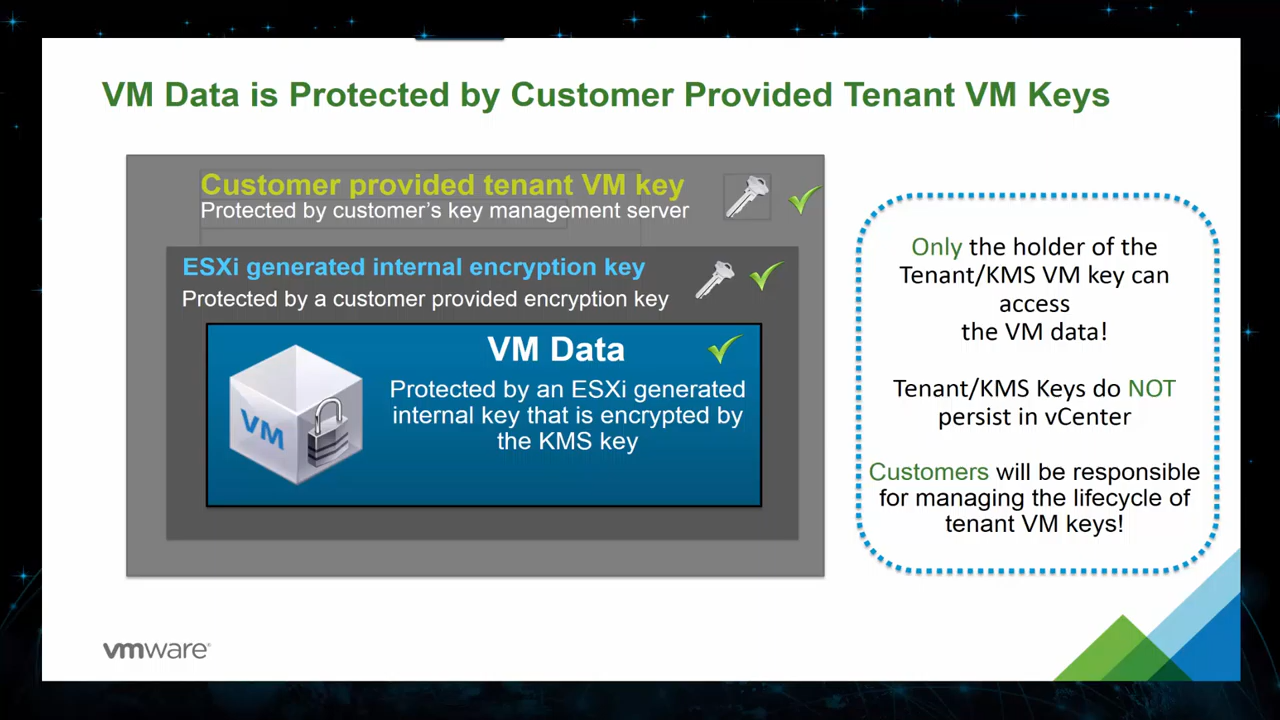 VM Data is Protected by Customer Provided Tenant VM Keys
Customer provided tenant VM key
Protected by customer’s key management server
ESXi generated internal encryption key
Protected by a customer provided encryption key
VM Data
Protected by an ESXi generated
internal key that is encrypted by
the KMS key
VM
Only the holder of the
Tenant/KMS VM key can
access
the VM data!
Tenant/KMS Keys do NOT
persist in vCenter
Customers will be responsible
for managing the lifecycle of
tenant VM keys!
vmware®